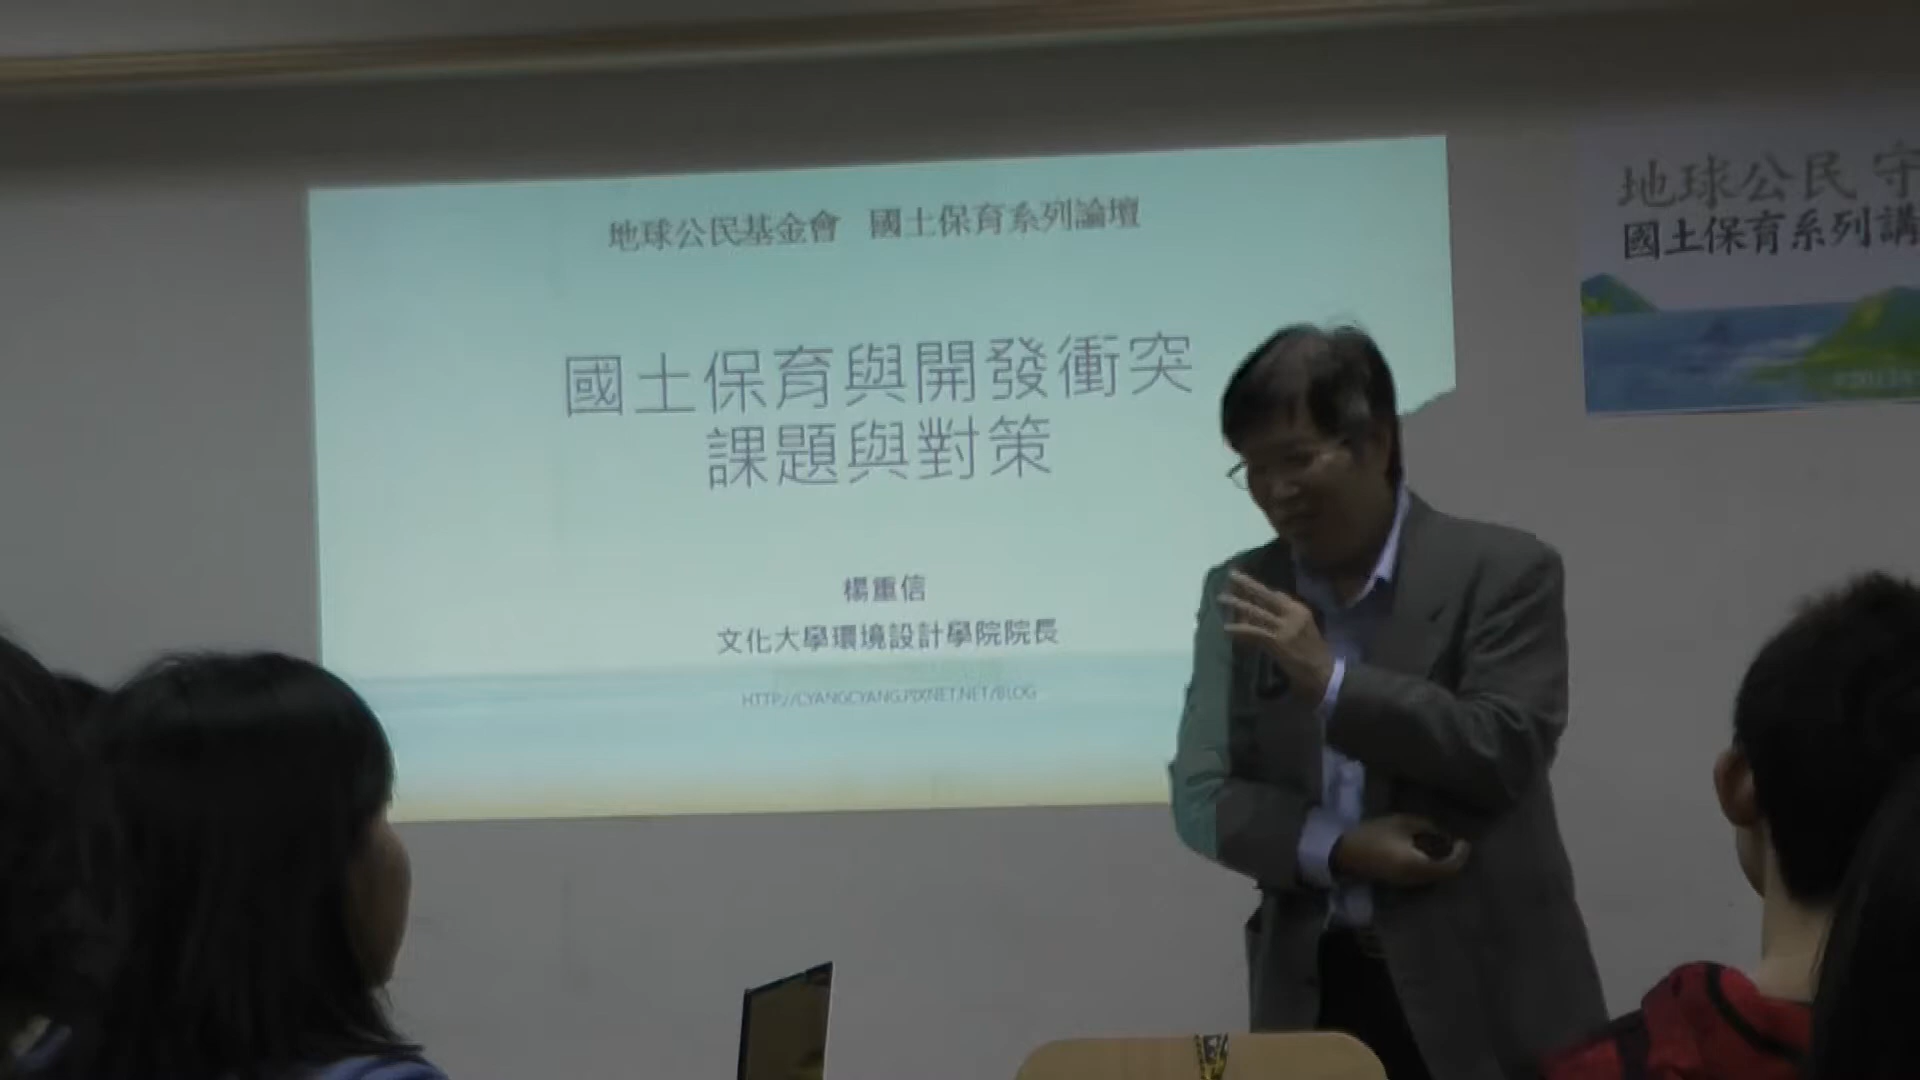 地球公民基金會 國土保育系列論壇
國土保育與開發衝突
課題與對策
楊重信
文化大學環境設計學院院長
HTTP://CYANGCYANG.PIXNET.NET/BLOG
地球公民 守
國土保育系列講